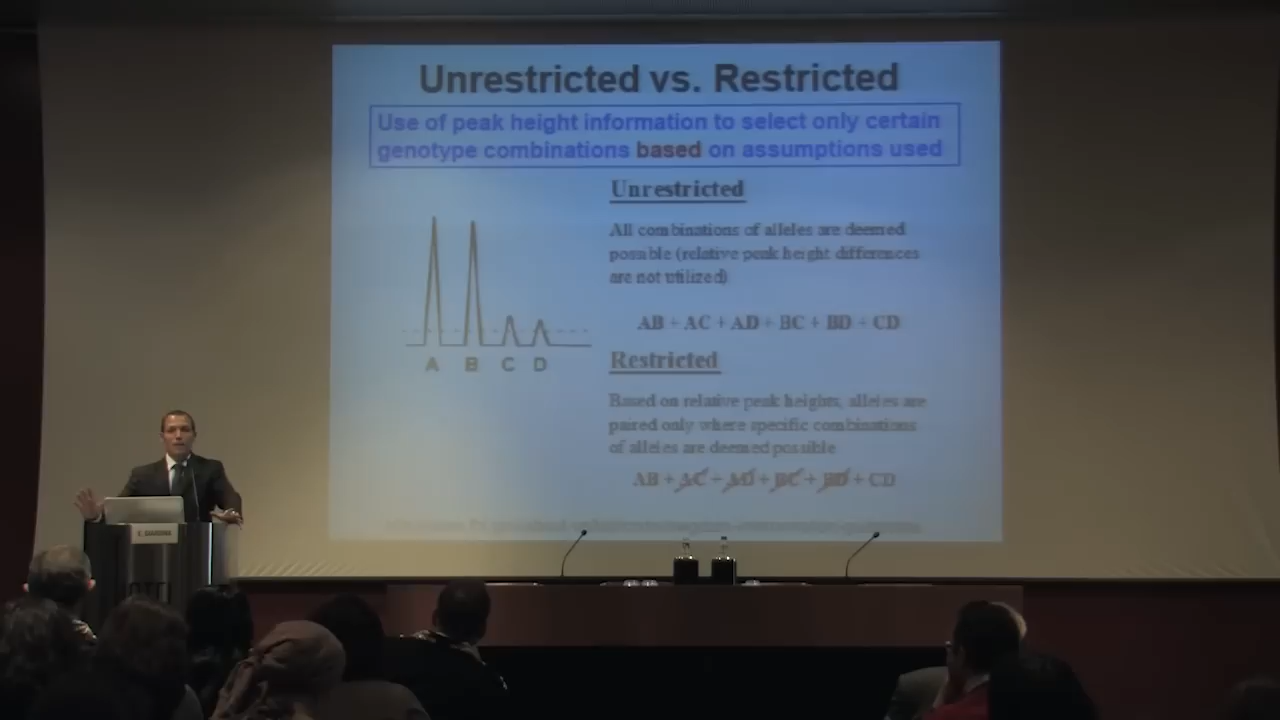 Unrestricted vs. Restricted
Use of peak height information to select only certain
genotype combinations based on assumptions used
Unrestricted
All combinations of alleles are deemed
possible (relative peak height differences
are not utilized)
AB + AC + AD + BC + BD + CD
A B C D
Restricted
Based on relative peak heights, alleles are
paired only where specific combinations
of alleles are deemed possible
AB + AC + AD + BC + BD + CD